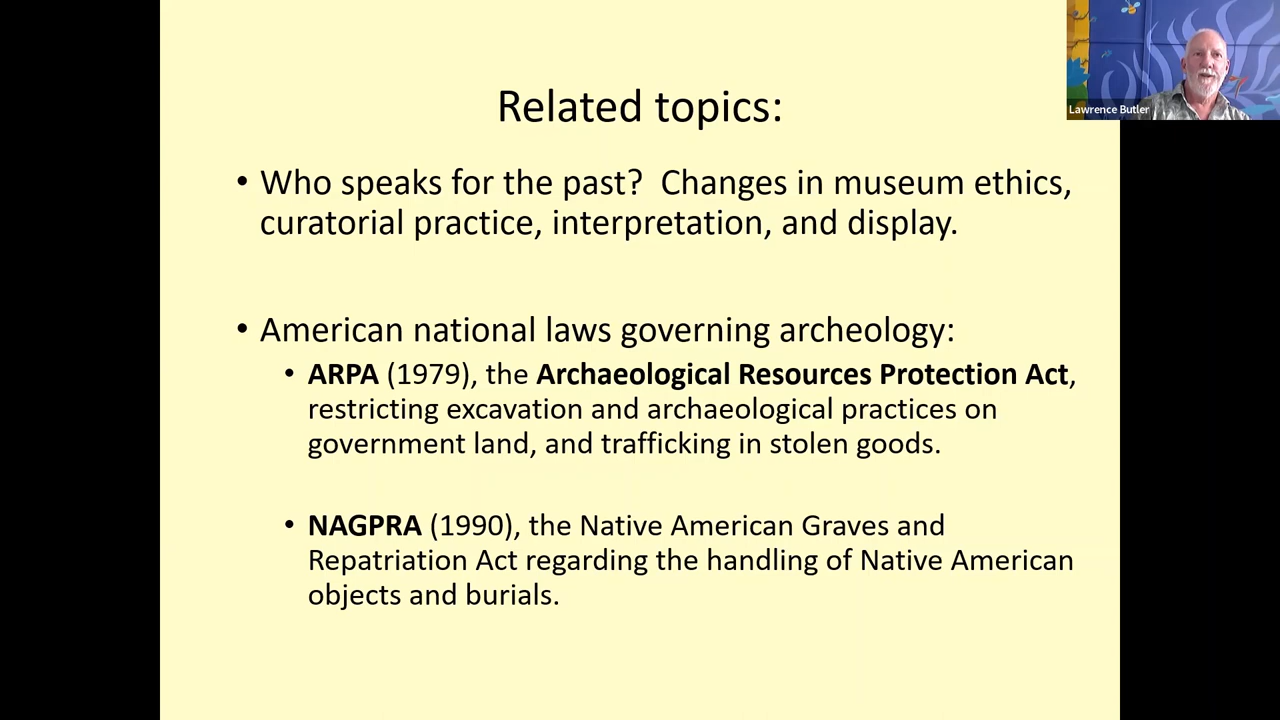 Lawrence Butler
Related topics:
• Who speaks for the past?  Changes in museum ethics,
curatorial practice, interpretation, and display.
• American national laws governing archeology:
• ARPA (1979), the Archaeological Resources Protection Act,
restricting excavation and archaeological practices on
government land, and trafficking in stolen goods.
• NAGPRA (1990), the Native American Graves and
Repatriation Act regarding the handling of Native American
objects and burials.